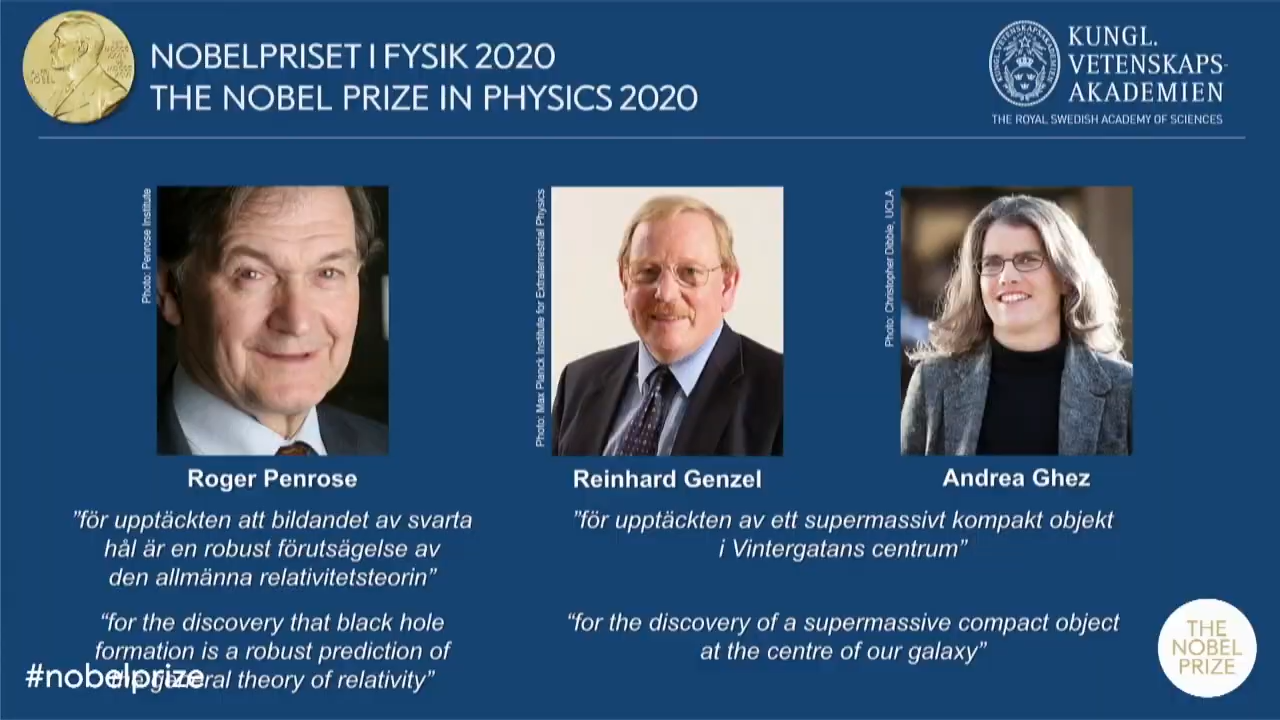 NOBELPRISET I FYSIK 2020
THE NOBEL PRIZE IN PHYSICS 2020
KUNGL.
VETENSKAPS-
AKADEMIEN
THE ROYAL SWEDISH ACADEMY OF SCIENCES
Photo: Penrose Institute
Roger Penrose
”för upptäckten att bildandet av svarta
hål är en robust förutsägelse av
den allmänna relativitetsteorin”
“for the discovery that black hole
formation is a robust prediction of
the general theory of relativity”
Photo: Max Planck Institute for Extraterrestrial Physics
Reinhard Genzel
Photo: Christopher Dibble, UCLA
Andrea Ghez
”för upptäckten av ett supermassivt kompakt objekt
i Vintergatans centrum”
“for the discovery of a supermassive compact object
at the centre of our galaxy”
#nobelprize
THE
NOBEL
PRIZE